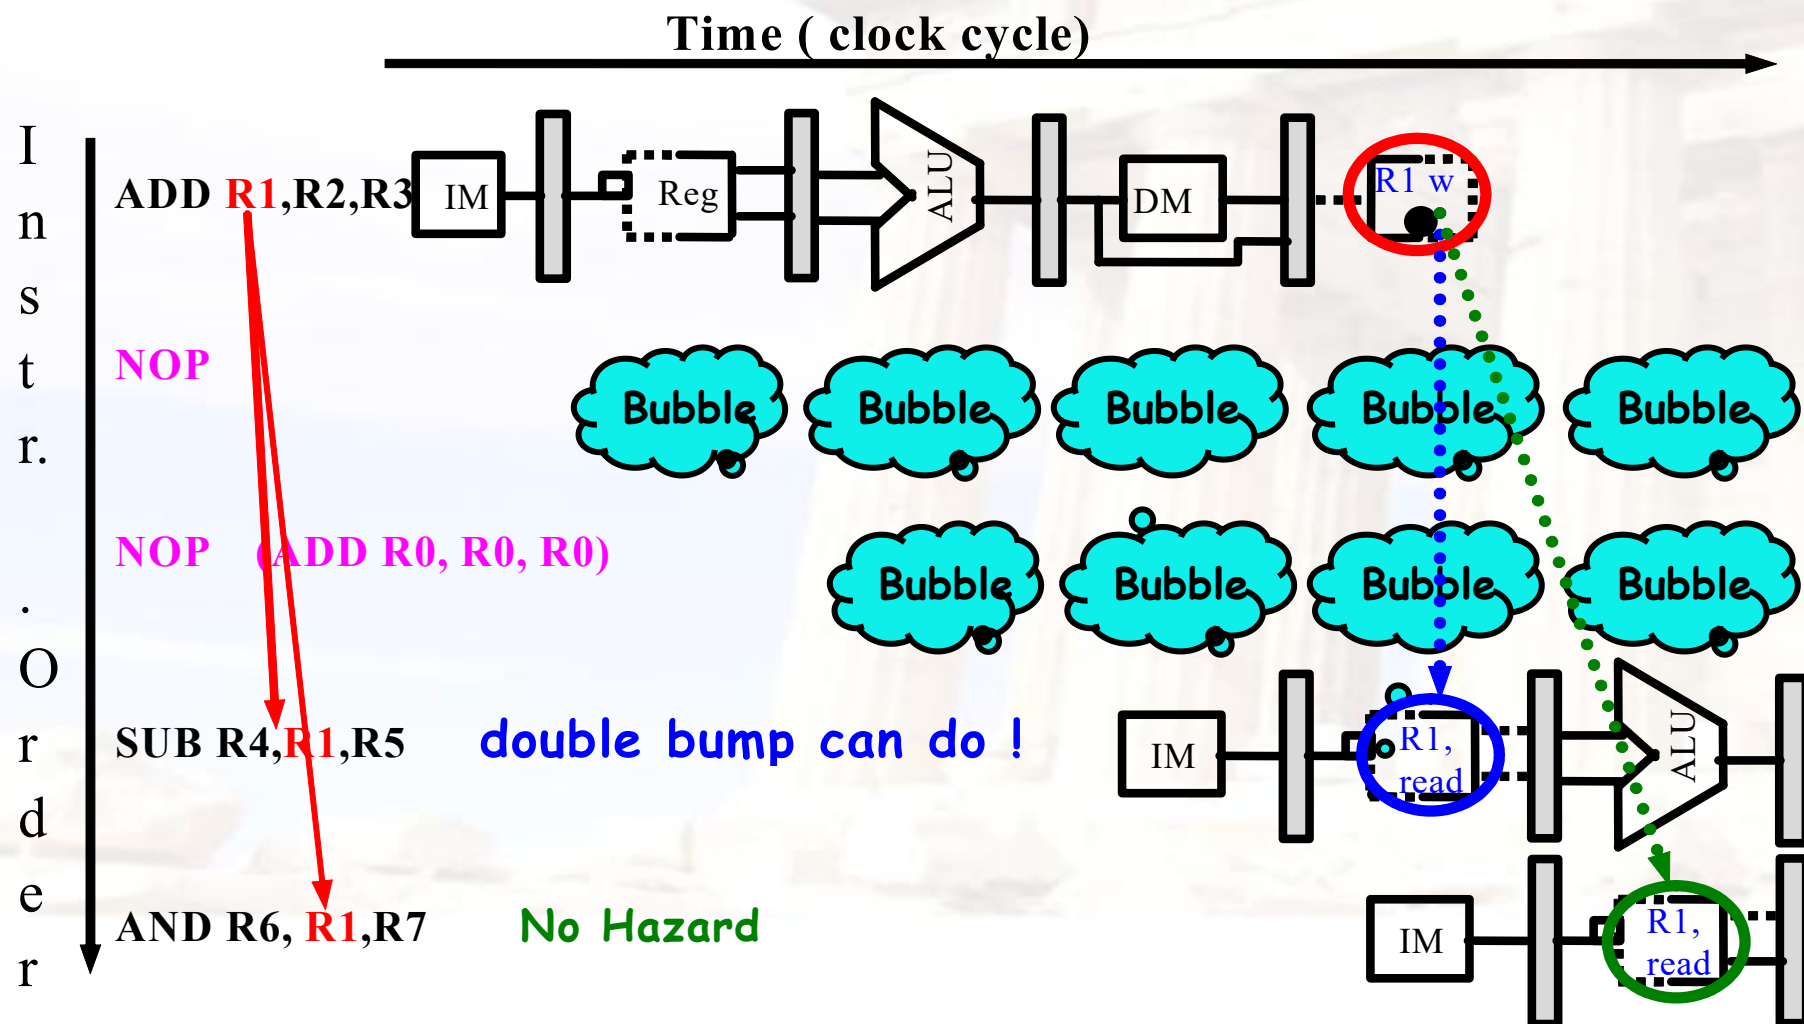 Time ( clock cycle)
I
n
s
t
r.
.
O
r
d
e
r
ADD R1,R2,R3
IM
Reg
ALU
DM
R1 w
NOP
Bubble
Bubble
Bubble
Bubble
Bubble
NOP (ADD R0, R0, R0)
Bubble
Bubble
Bubble
Bubble
SUB R4,R1,R5
double bump can do !
IM
R1,
read
ALU
AND R6, R1,R7
No Hazard
IM
R1,
read